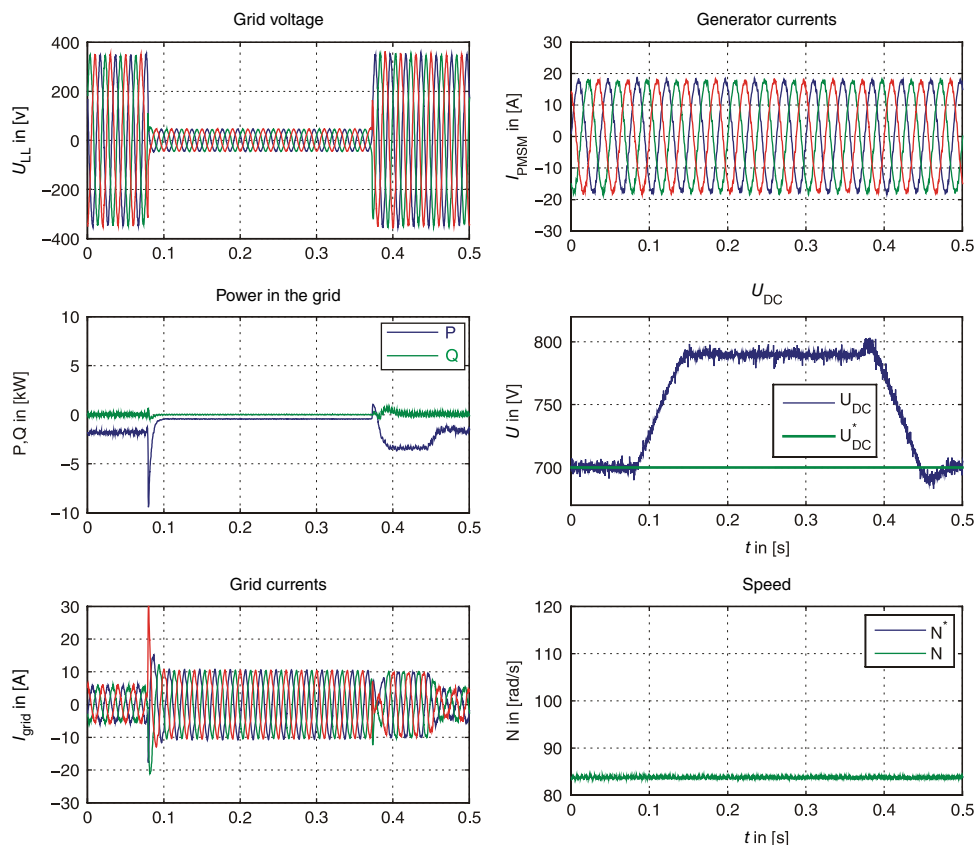 Grid voltage
400
200
0
−200
−400
U_LL in [v]
0 0.1 0.2 0.3 0.4 0.5
Generator currents
30
20
10
0
−10
−20
−30
I_PMSM in [A]
0 0.1 0.2 0.3 0.4 0.5
Power in the grid
10
5
0
−5
−10
P,Q in [kW]
P
Q
0 0.1 0.2 0.3 0.4 0.5
U_DC
800
750
700
U in [V]
U_DC
U*_DC
0 0.1 0.2 0.3 0.4 0.5
t in [s]
Grid currents
30
20
10
0
−10
−20
−30
I_grid in [A]
0 0.1 0.2 0.3 0.4 0.5
Speed
120
110
100
90
80
N in [rad/s]
N*
N
0 0.1 0.2 0.3 0.4 0.5
t in [s]